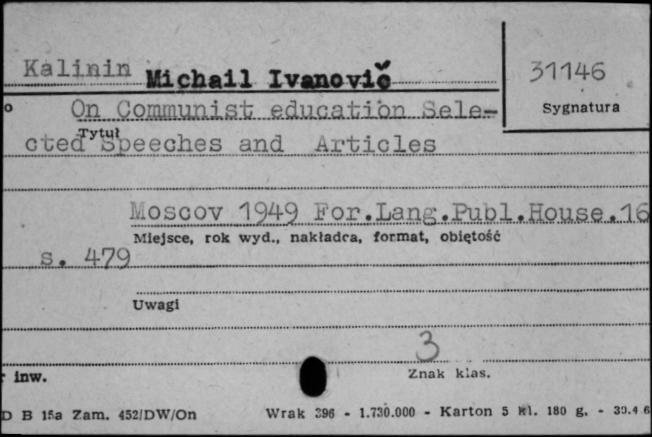 Kalinin Michail Ivanovič
31146
Sygnatura
On Communist education Sele-
Tytuł
cted Speeches and Articles
Moscov 1949 For.Lang.Publ.House.16
Miejsce, rok wyd., nakładca, format, objętość
s. 479
Uwagi
3
Znak klas.
r inw.
D B 15a Zam. 452/DW/On Wrak 396 - 1.730.000 - Karton 5 kl. 180 g. - 30.4.6